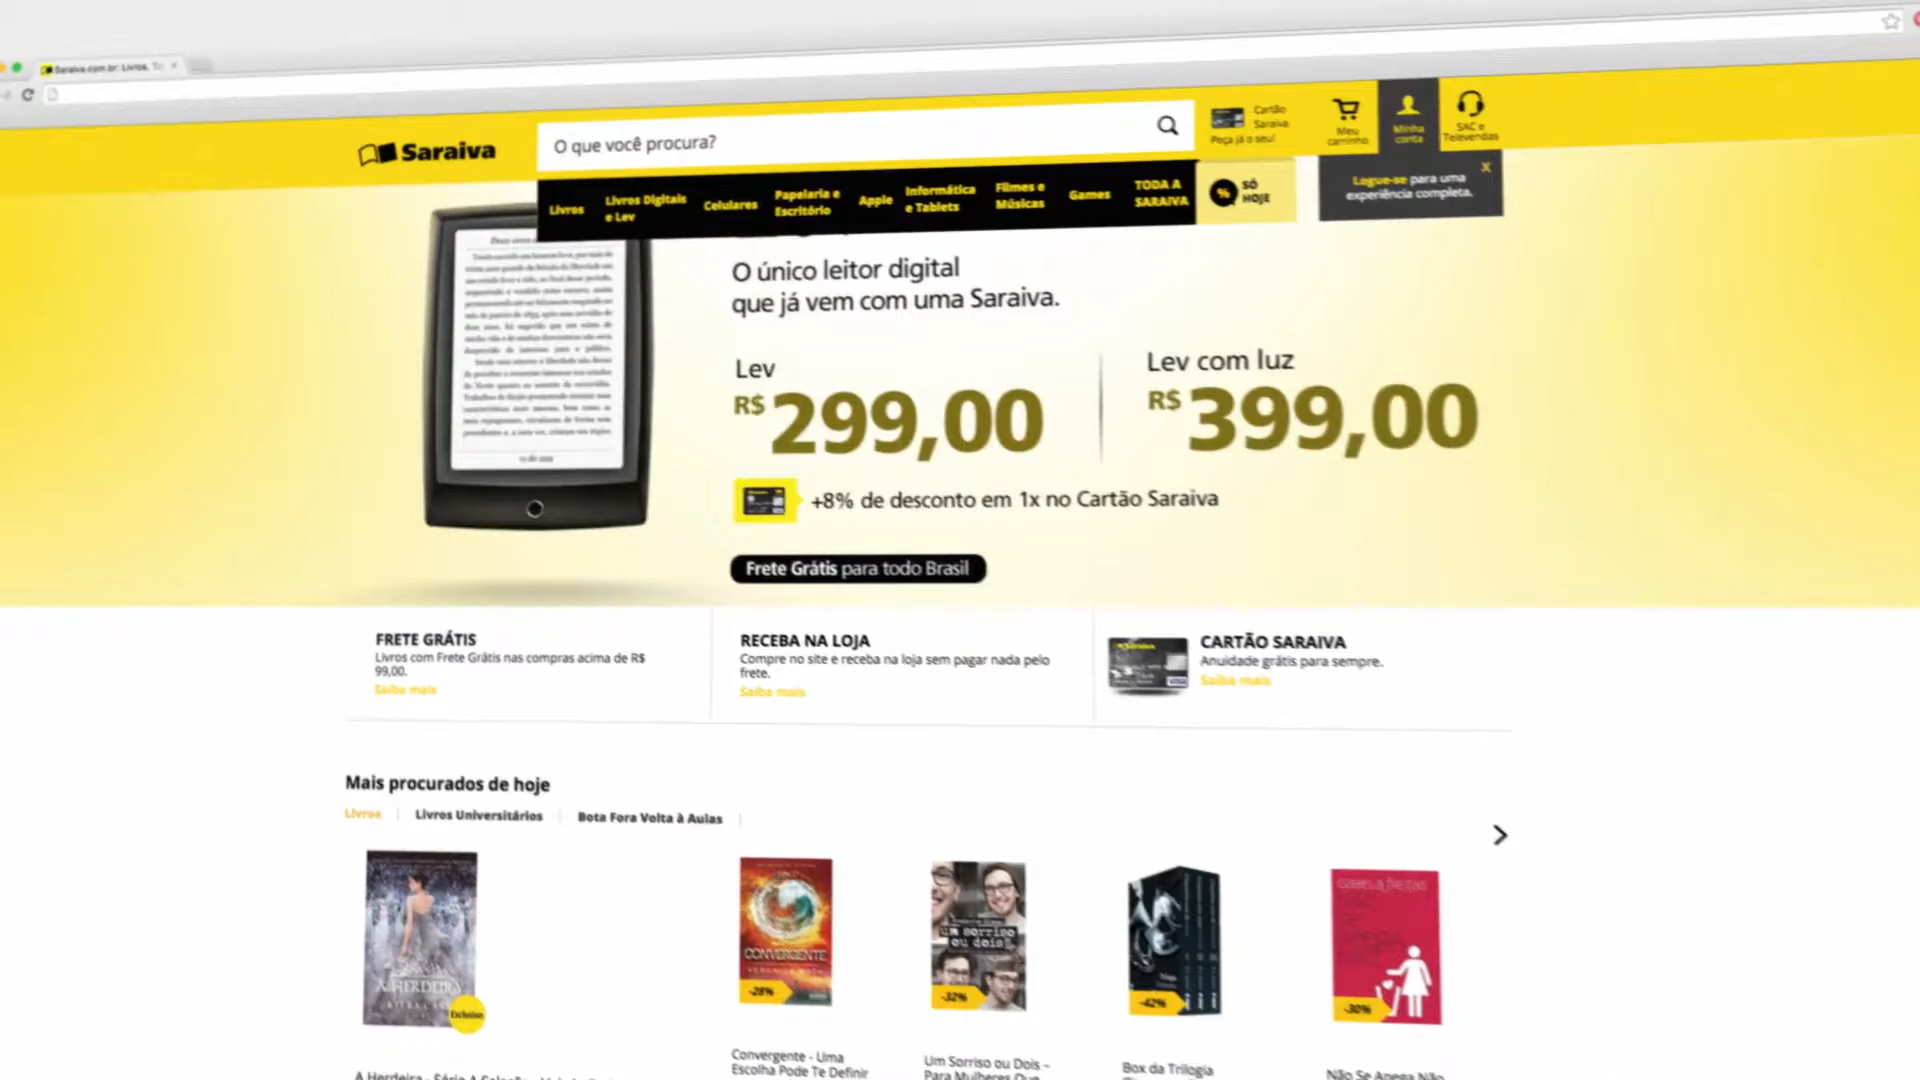 Saraiva.com.br: Livros,
Saraiva
O que você procura?
Cartão
Saraiva
Peça já o seu!
Meu
carrinho
Minha
conta
SAC e
Televendas
Livros
Livros Digitais
e Lev
Celulares
Papelaria e
Escritório
Apple
Informática
e Tablets
Filmes e
Músicas
Games
TODA A
SARAIVA
%
SÓ
HOJE
X
Logue-se para uma
experiência completa.
O único leitor digital
que já vem com uma Saraiva.
Lev
R$ 299,00
Lev com luz
R$ 399,00
+8% de desconto em 1x no Cartão Saraiva
Frete Grátis para todo Brasil
FRETE GRÁTIS
Livros com Frete Grátis nas compras acima de R$
99,00.
Saiba mais
RECEBA NA LOJA
Compre no site e receba na loja sem pagar nada pelo
frete.
Saiba mais
VISA
CARTÃO SARAIVA
Anuidade grátis para sempre.
Saiba mais
Mais procurados de hoje
Livros
Livros Universitários
Bota Fora Volta à Aulas
A HERDEIRA
Exclusivo
CONVERGENTE
VERONICA ROTH
-28%
um sorriso
ou dois
-32%
-42%
ISABELA FREITAS
-30%
A Herdeira - Série A Seleção -
Convergente - Uma
Escolha Pode Te Definir
Um Sorriso ou Dois -
Para Mulheres Que
Box da Trilogia
Não Se Apega Não